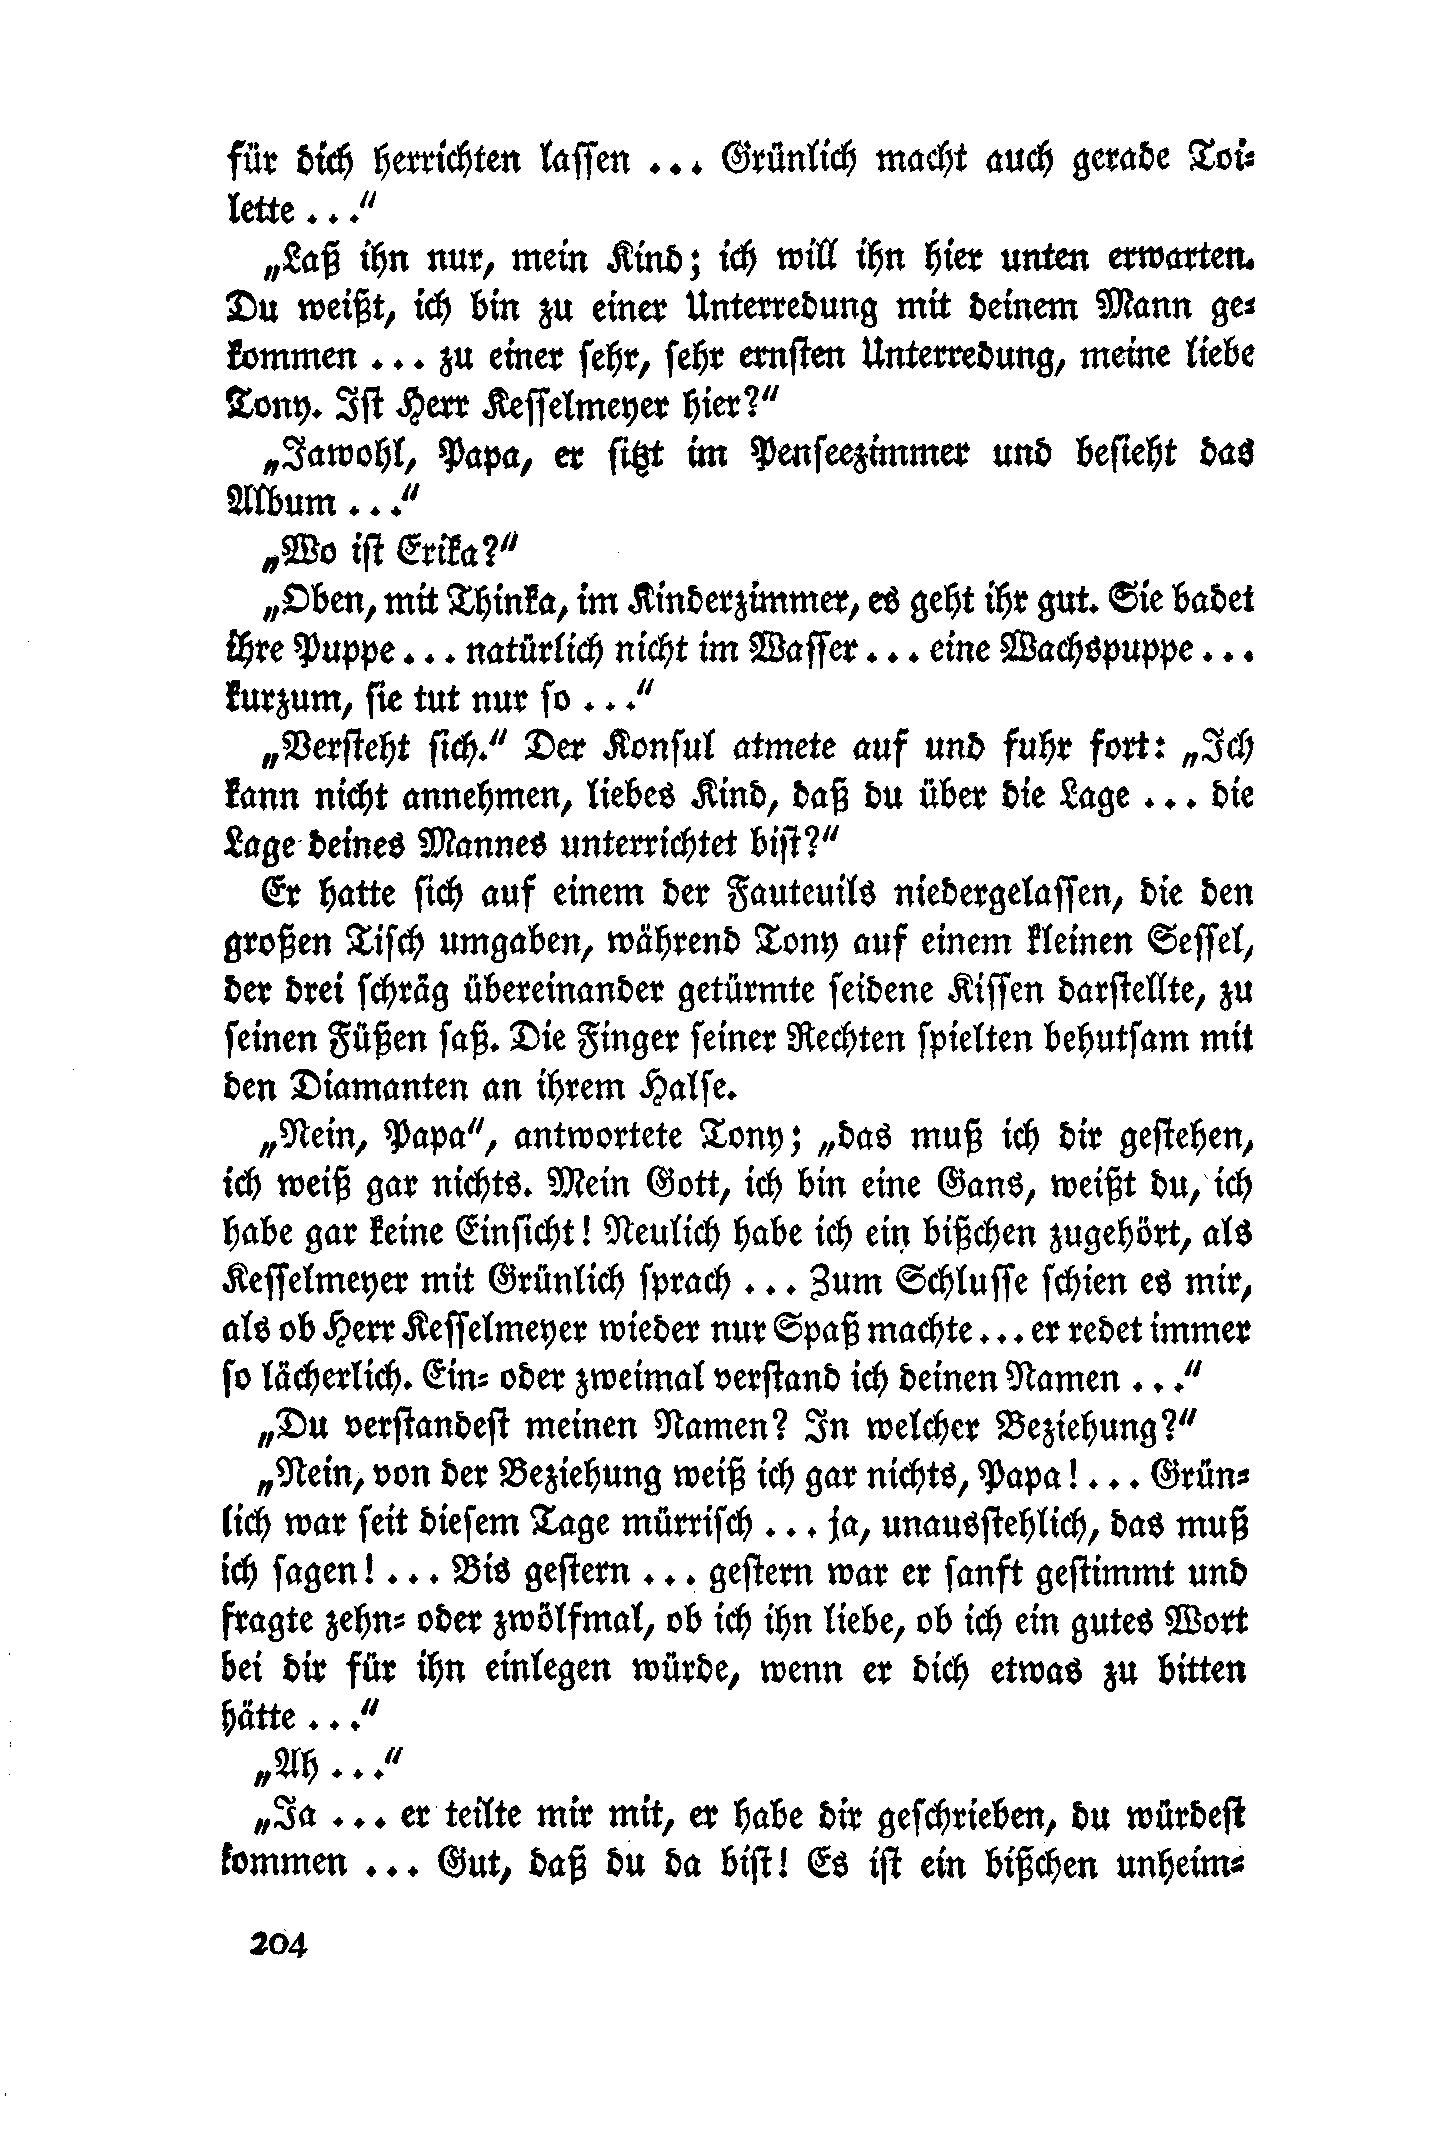 für dich herrichten lassen ... Grünlich macht auch gerade Toi-
lette ...“
„Laß ihn nur, mein Kind; ich will ihn hier unten erwarten.
Du weißt, ich bin zu einer Unterredung mit deinem Mann ge-
kommen ... zu einer sehr, sehr ernsten Unterredung, meine liebe
Tony. Ist Herr Kesselmeyer hier?“
„Jawohl, Papa, er sitzt im Penseezimmer und besieht das
Album ...“
„Wo ist Erika?“
„Oben, mit Thinka, im Kinderzimmer, es geht ihr gut. Sie badet
ihre Puppe ... natürlich nicht im Wasser ... eine Wachspuppe ...
kurzum, sie tut nur so ...“
„Versteht sich.“ Der Konsul atmete auf und fuhr fort: „Ich
kann nicht annehmen, liebes Kind, daß du über die Lage ... die
Lage deines Mannes unterrichtet bist?“
Er hatte sich auf einem der Fauteuils niedergelassen, die den
großen Tisch umgaben, während Tony auf einem kleinen Sessel,
der drei schräg übereinander getürmte seidene Kissen darstellte, zu
seinen Füßen saß. Die Finger seiner Rechten spielten behutsam mit
den Diamanten an ihrem Halse.
„Nein, Papa“, antwortete Tony; „das muß ich dir gestehen,
ich weiß gar nichts. Mein Gott, ich bin eine Gans, weißt du, ich
habe gar keine Einsicht! Neulich habe ich ein bißchen zugehört, als
Kesselmeyer mit Grünlich sprach ... Zum Schlusse schien es mir,
als ob Herr Kesselmeyer wieder nur Spaß machte ... er redet immer
so lächerlich. Ein- oder zweimal verstand ich deinen Namen ...“
„Du verstandest meinen Namen? In welcher Beziehung?“
„Nein, von der Beziehung weiß ich gar nichts, Papa! ... Grün-
lich war seit diesem Tage mürrisch ... ja, unausstehlich, das muß
ich sagen! ... Bis gestern ... gestern war er sanft gestimmt und
fragte zehn- oder zwölfmal, ob ich ihn liebe, ob ich ein gutes Wort
bei dir für ihn einlegen würde, wenn er dich etwas zu bitten
hätte ...“
„Ah ...“
„Ja ... er teilte mir mit, er habe dir geschrieben, du würdest
kommen ... Gut, daß du da bist! Es ist ein bißchen unheim-
204